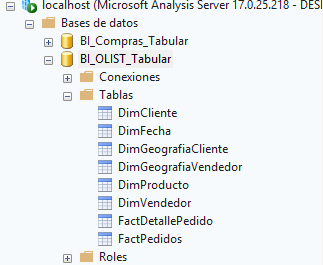 localhost (Microsoft Analysis Server 17.0.25.218 - DES
Bases de datos
BI_Compras_Tabular
BI_OLIST_Tabular
Conexiones
Tablas
DimCliente
DimFecha
DimGeografiaCliente
DimGeografiaVendedor
DimProducto
DimVendedor
FactDetallePedido
FactPedidos
Roles